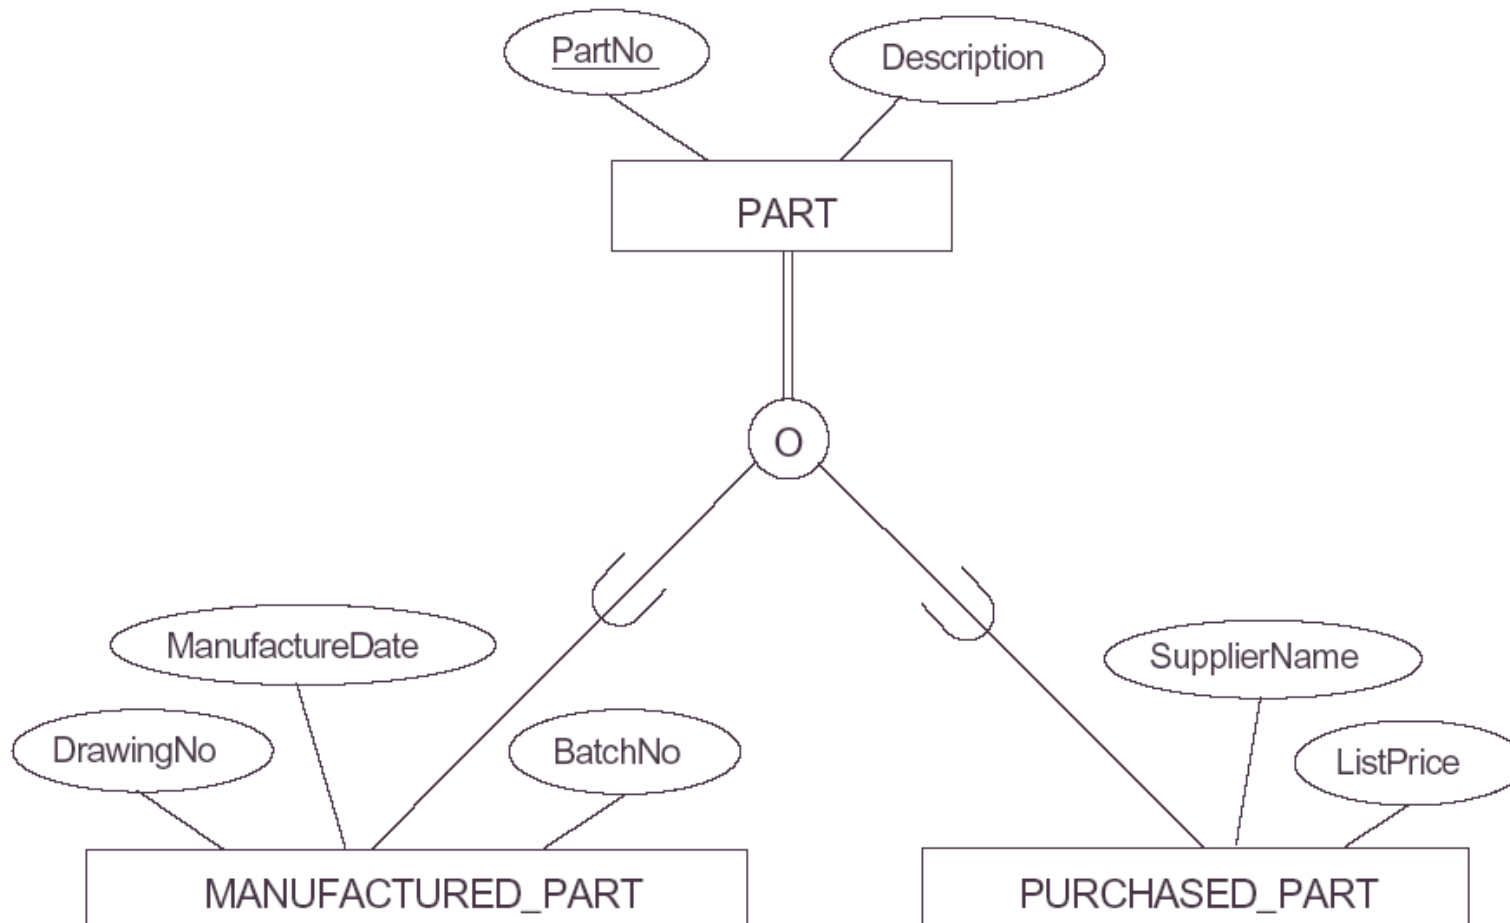 PartNo
Description
PART
O
ManufactureDate
SupplierName
DrawingNo
BatchNo
ListPrice
MANUFACTURED_PART
PURCHASED_PART